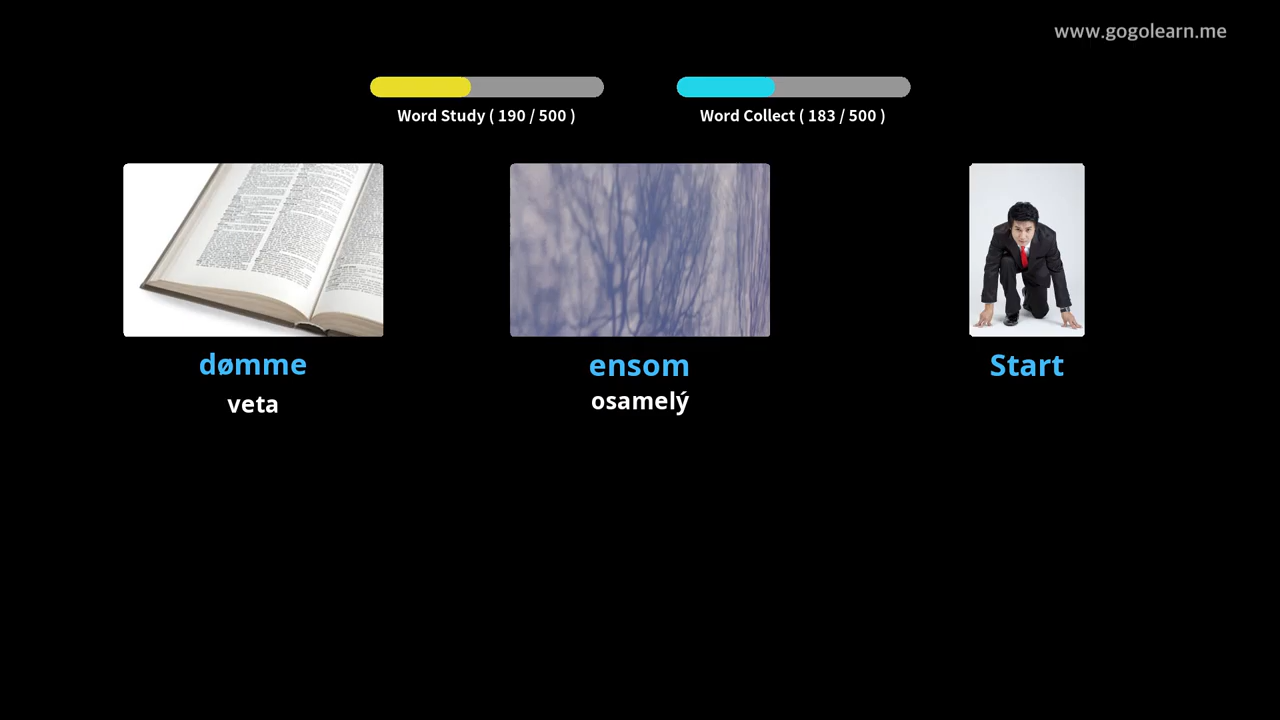 www.gogolearn.me
Word Study ( 190 / 500 )
Word Collect ( 183 / 500 )
dømme
ensom
Start
veta
osamelý